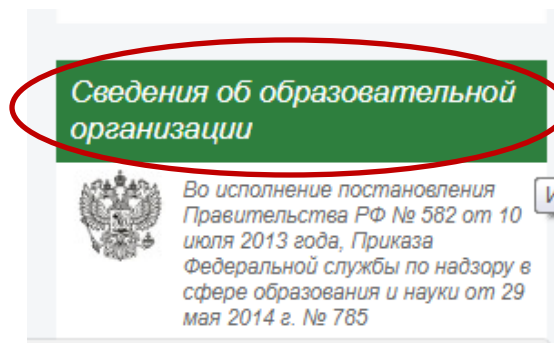 Сведения об образовательной
организации
Во исполнение постановления
Правительства РФ № 582 от 10
июля 2013 года, Приказа
Федеральной службы по надзору в
сфере образования и науки от 29
мая 2014 г. № 785